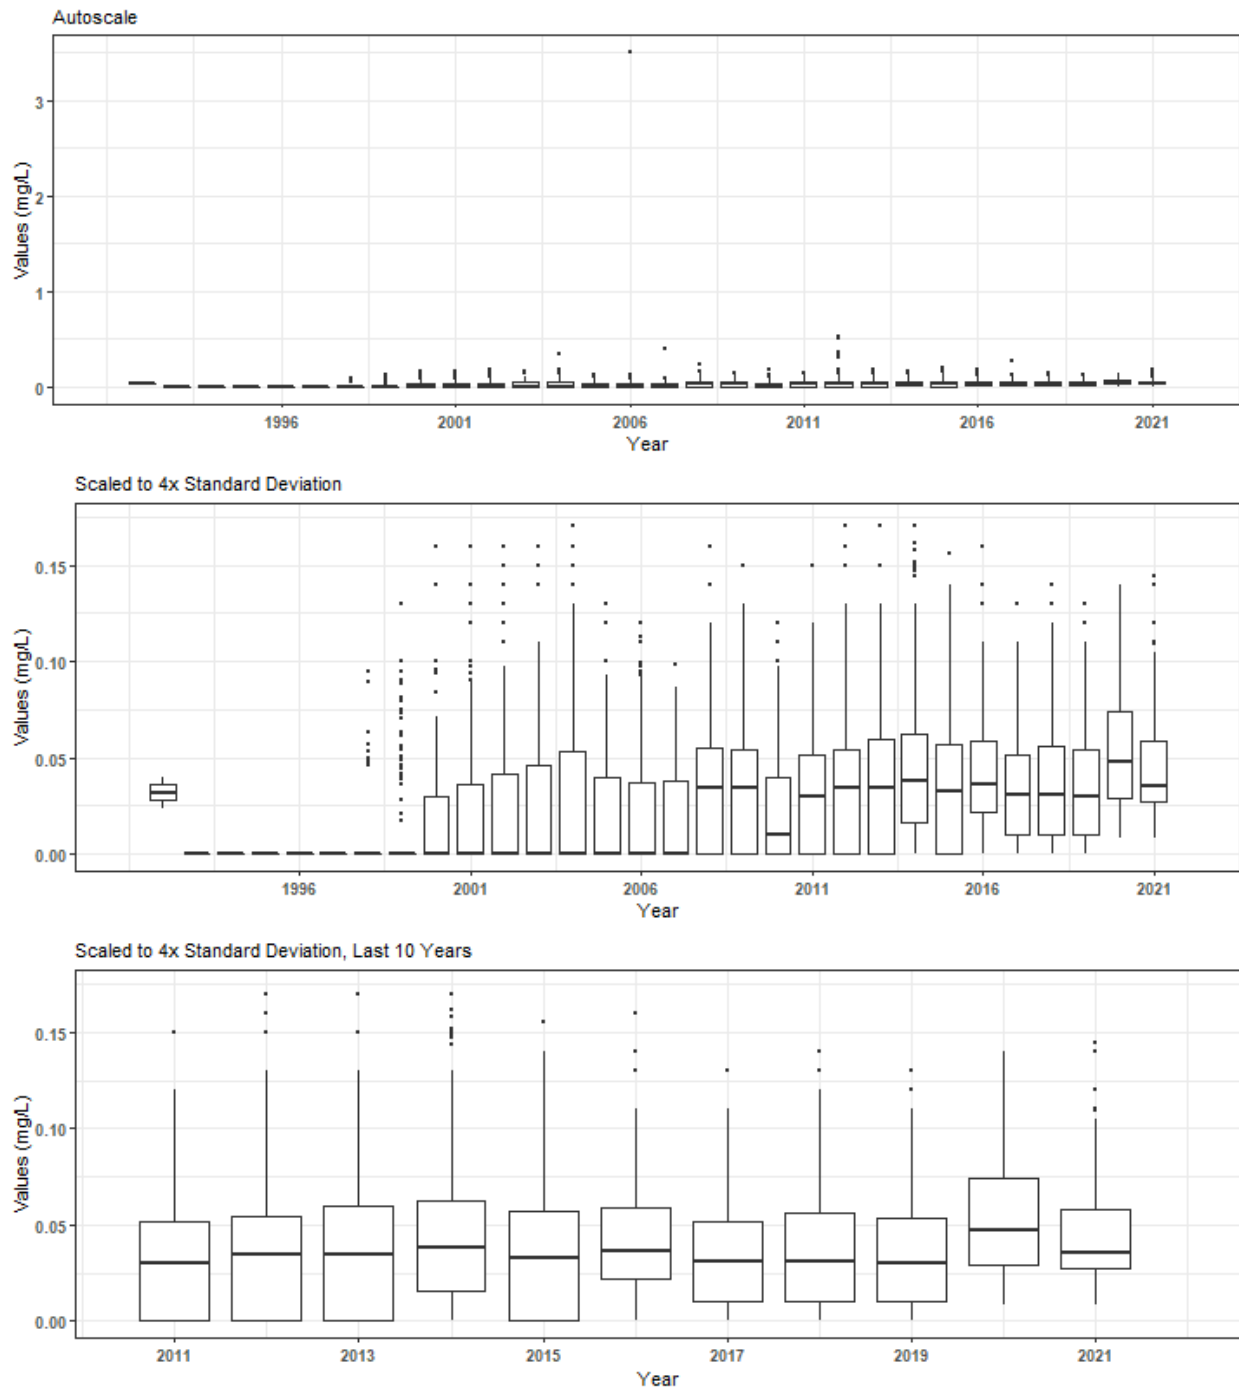 Autoscale
3
2
1
0
Values (mg/L)
1996 2001 2006 2011 2016 2021
Year
Scaled to 4x Standard Deviation
0.15
0.10
0.05
0.00
Values (mg/L)
1996 2001 2006 2011 2016 2021
Year
Scaled to 4x Standard Deviation, Last 10 Years
0.15
0.10
0.05
0.00
Values (mg/L)
2011 2013 2015 2017 2019 2021
Year